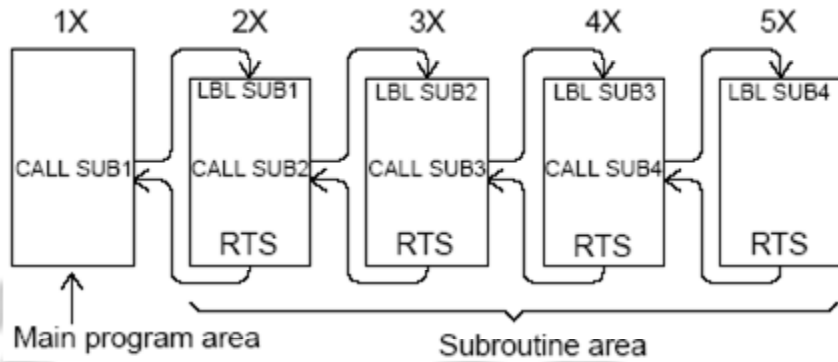 1X 2X 3X 4X 5X
LBL SUB1 LBL SUB2 LBL SUB3 LBL SUB4
CALL SUB1 CALL SUB2 CALL SUB3 CALL SUB4
RTS RTS RTS RTS
Main program area
Subroutine area